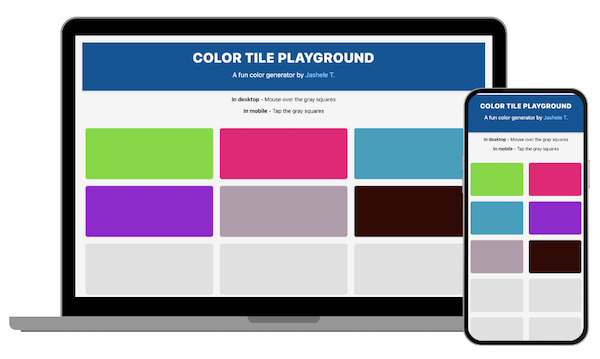 COLOR TILE PLAYGROUND
A fun color generator by Jashele T.
In desktop - Mouse over the gray squares
In mobile - Tap the gray squares
COLOR TILE PLAYGROUND
A fun color generator by Jashele T.
In desktop - Mouse over the gray squares
In mobile - Tap the gray squares